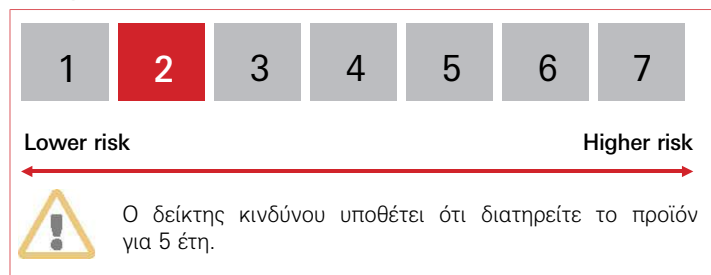 1 2 3 4 5 6 7
Lower risk Higher risk
Ο δείκτης κινδύνου υποθέτει ότι διατηρείτε το προϊόν
για 5 έτη.